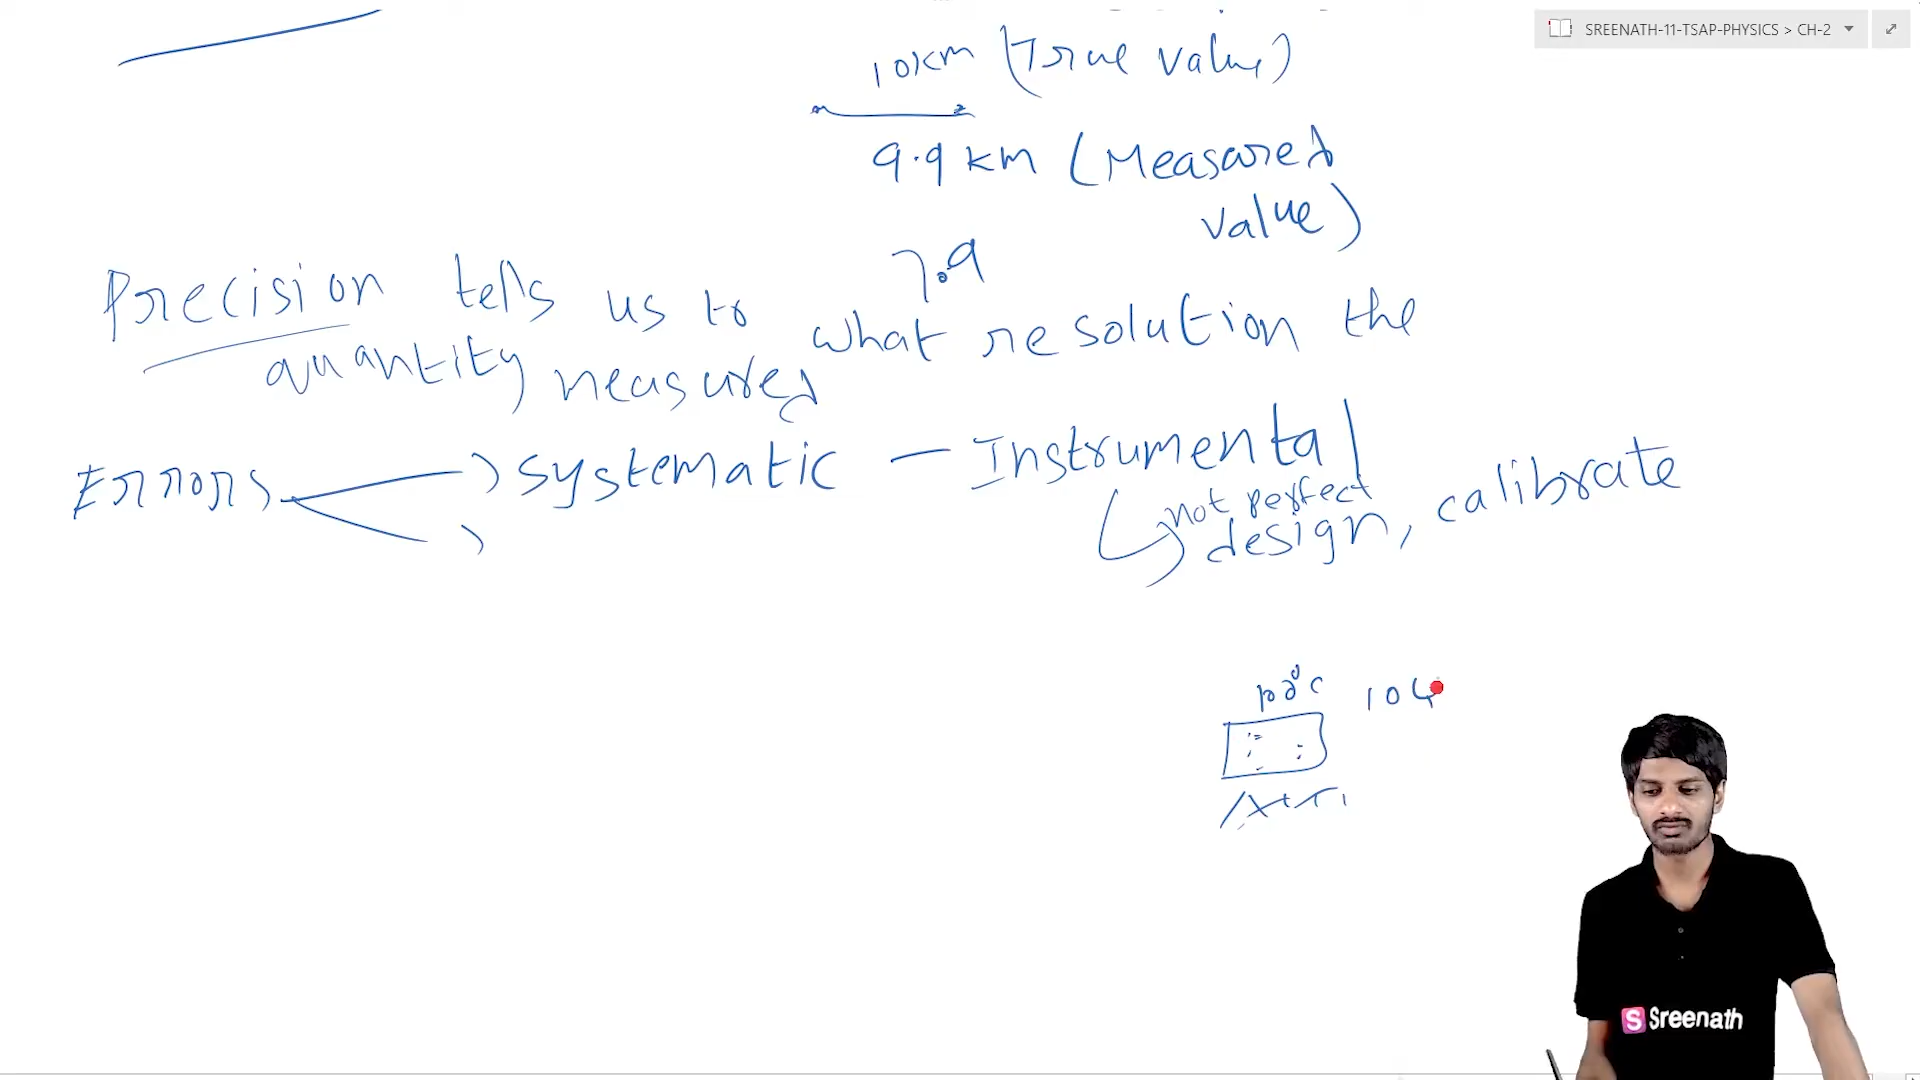 SREENATH-11-TSAP-PHYSICS > CH-2
10km (True value)
9.9 km (Measured
value)
7.9
Precision tells us to what resolution the
quantity measured
Errors systematic - Instrumental
not perfect
design, calibrate
100°C 104
Sreenath